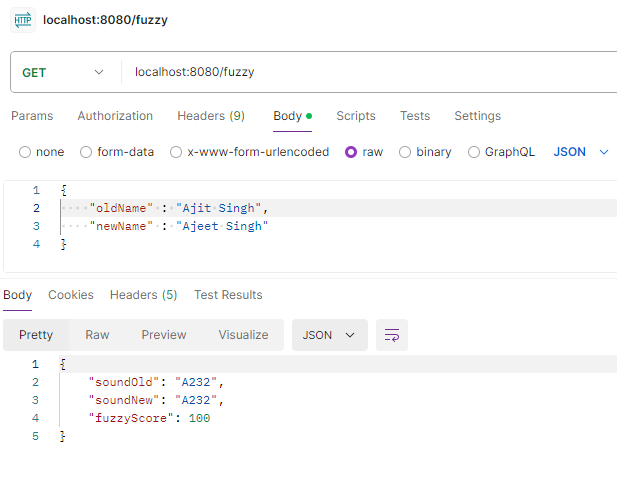 HTTP localhost:8080/fuzzy
GET localhost:8080/fuzzy
Params Authorization Headers (9) Body Scripts Tests Settings
none form-data x-www-form-urlencoded raw binary GraphQL JSON
1 {
2 ····"oldName"·:·"Ajit·Singh",
3 ····"newName"·:·"Ajeet·Singh"
4 }
Body Cookies Headers (5) Test Results
Pretty Raw Preview Visualize JSON
1 {
2 "soundOld": "A232",
3 "soundNew": "A232",
4 "fuzzyScore": 100
5 }